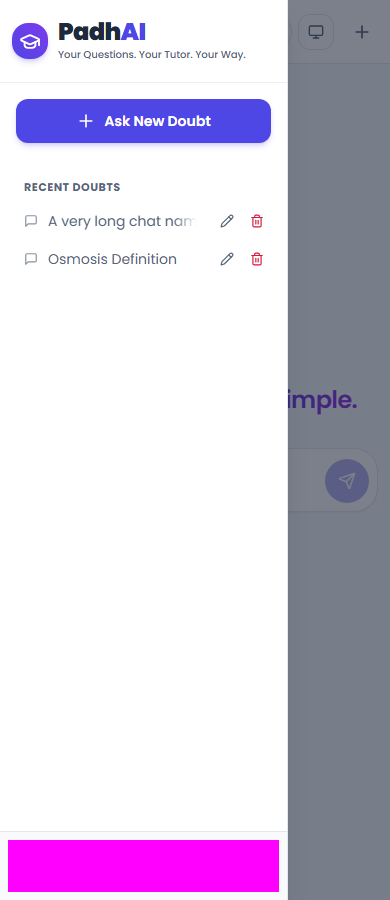 PadhAI
Your Questions. Your Tutor. Your Way.
Ask New Doubt
RECENT DOUBTS
A very long chat nam
Osmosis Definition
imple.